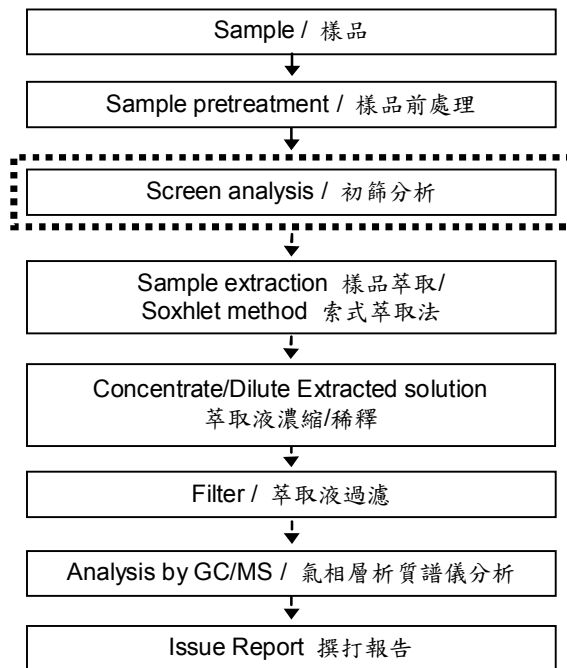 Sample / 樣品
Sample pretreatment / 樣品前處理
Screen analysis / 初篩分析
Sample extraction 樣品萃取/
Soxhlet method 索式萃取法
Concentrate/Dilute Extracted solution
萃取液濃縮/稀釋
Filter / 萃取液過濾
Analysis by GC/MS / 氣相層析質譜儀分析
Issue Report 撰打報告